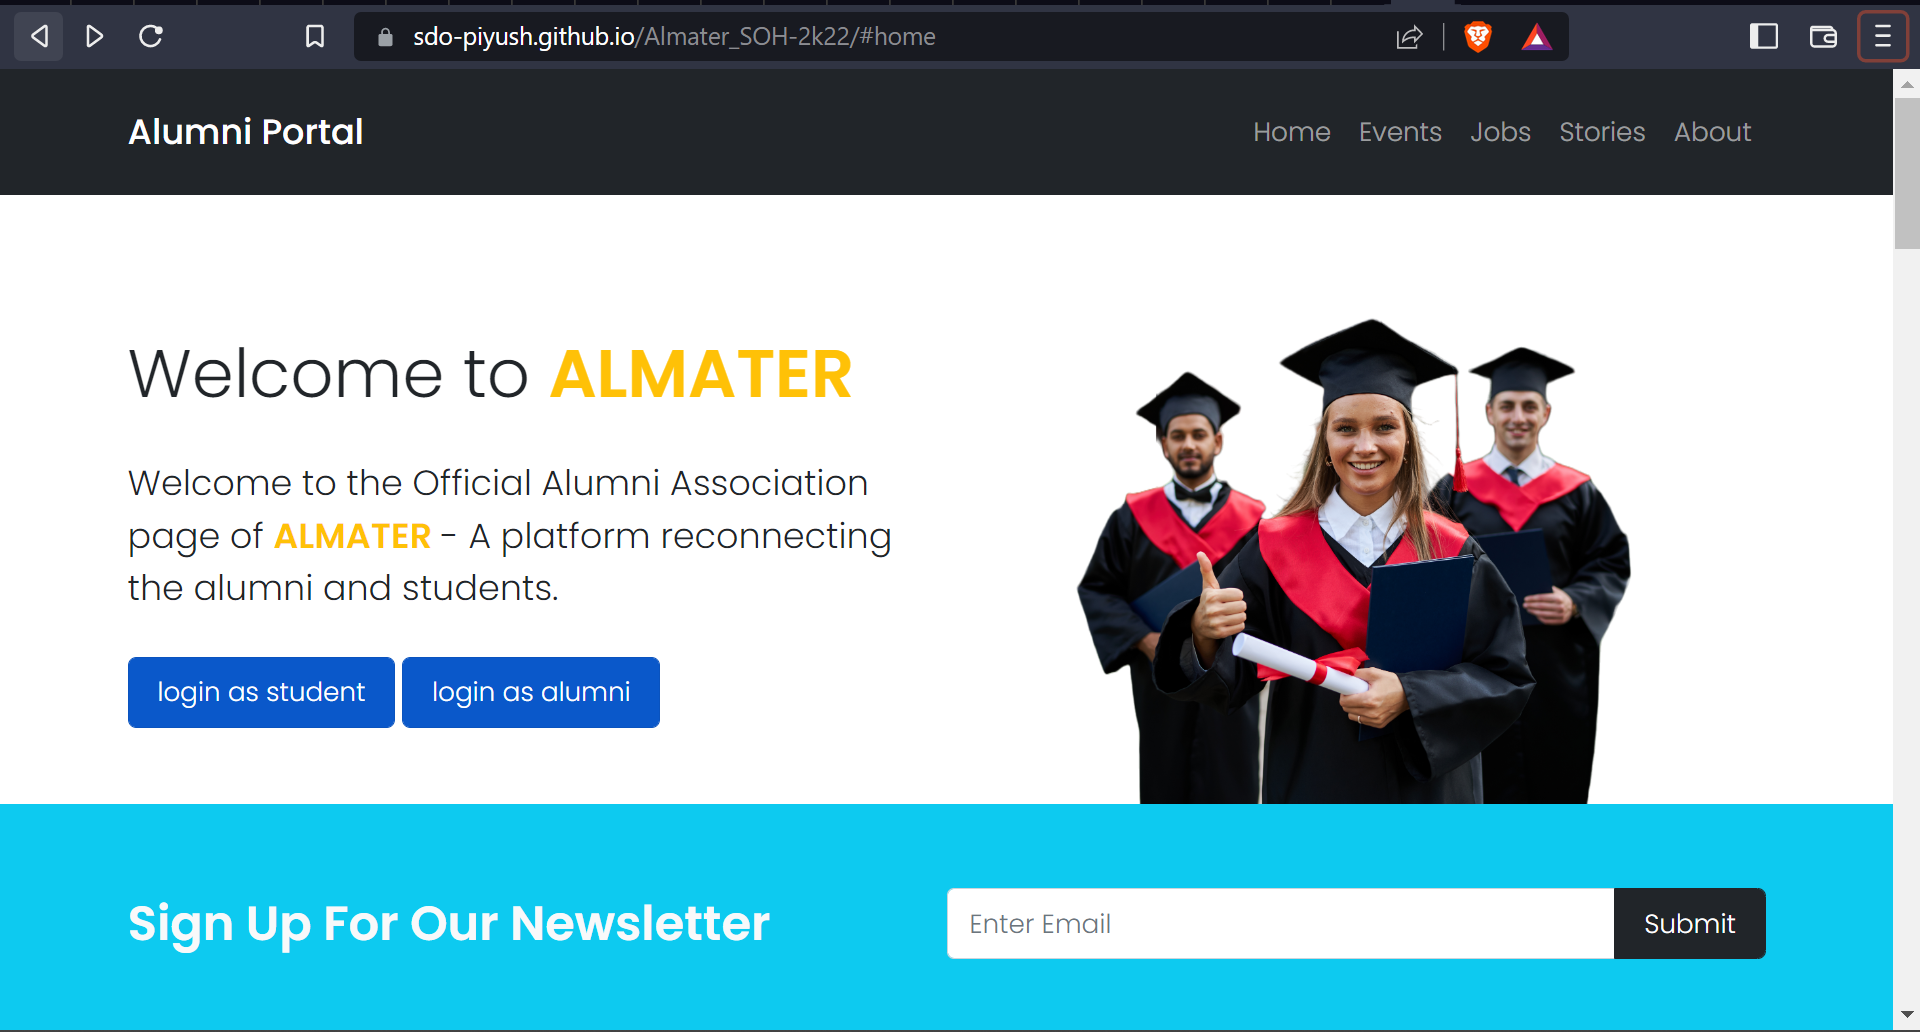 sdo-piyush.github.io/Almater_SOH-2k22/#home
Alumni Portal
Home Events Jobs Stories About
Welcome to ALMATER
Welcome to the Official Alumni Association
page of ALMATER - A platform reconnecting
the alumni and students.
login as student login as alumni
Sign Up For Our Newsletter
Enter Email Submit